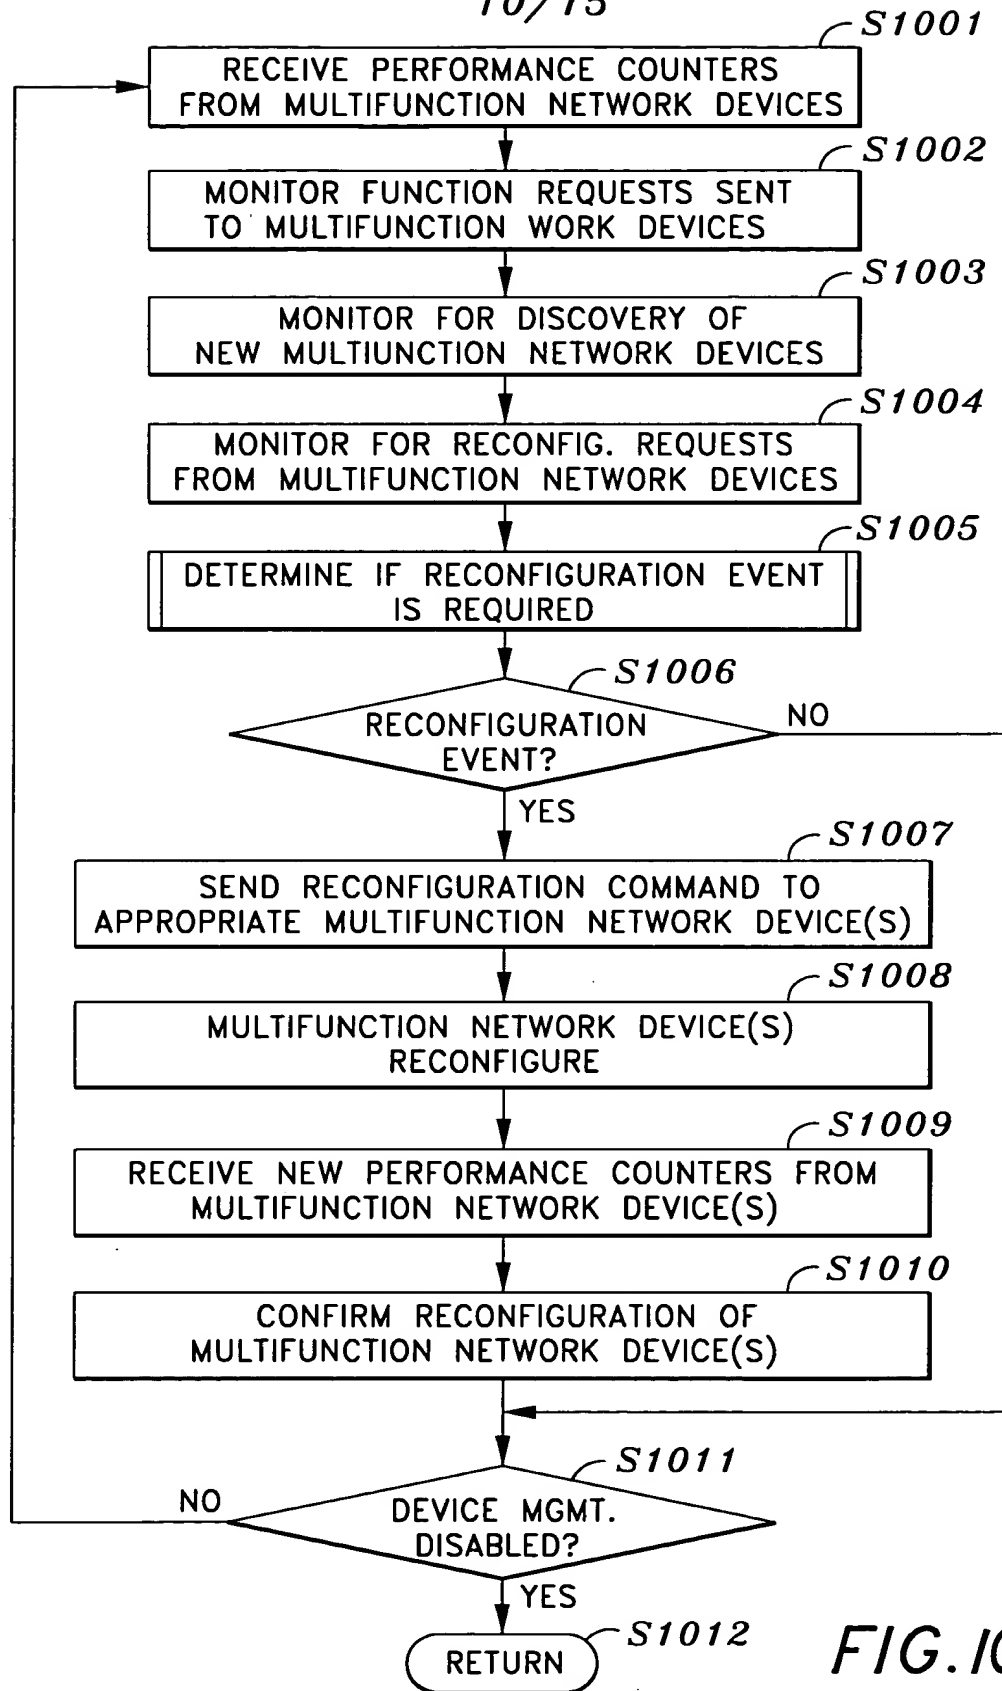 10/15
S1001
RECEIVE PERFORMANCE COUNTERS
FROM MULTIFUNCTION NETWORK DEVICES
S1002
MONITOR FUNCTION REQUESTS SENT
TO MULTIFUNCTION WORK DEVICES
S1003
MONITOR FOR DISCOVERY OF
NEW MULTIUNCTION NETWORK DEVICES
S1004
MONITOR FOR RECONFIG. REQUESTS
FROM MULTIFUNCTION NETWORK DEVICES
S1005
DETERMINE IF RECONFIGURATION EVENT
IS REQUIRED
S1006
RECONFIGURATION
EVENT?
NO
YES
S1007
SEND RECONFIGURATION COMMAND TO
APPROPRIATE MULTIFUNCTION NETWORK DEVICE(S)
S1008
MULTIFUNCTION NETWORK DEVICE(S)
RECONFIGURE
S1009
RECEIVE NEW PERFORMANCE COUNTERS FROM
MULTIFUNCTION NETWORK DEVICE(S)
S1010
CONFIRM RECONFIGURATION OF
MULTIFUNCTION NETWORK DEVICE(S)
S1011
NO
DEVICE MGMT.
DISABLED?
YES
S1012
RETURN
FIG.10